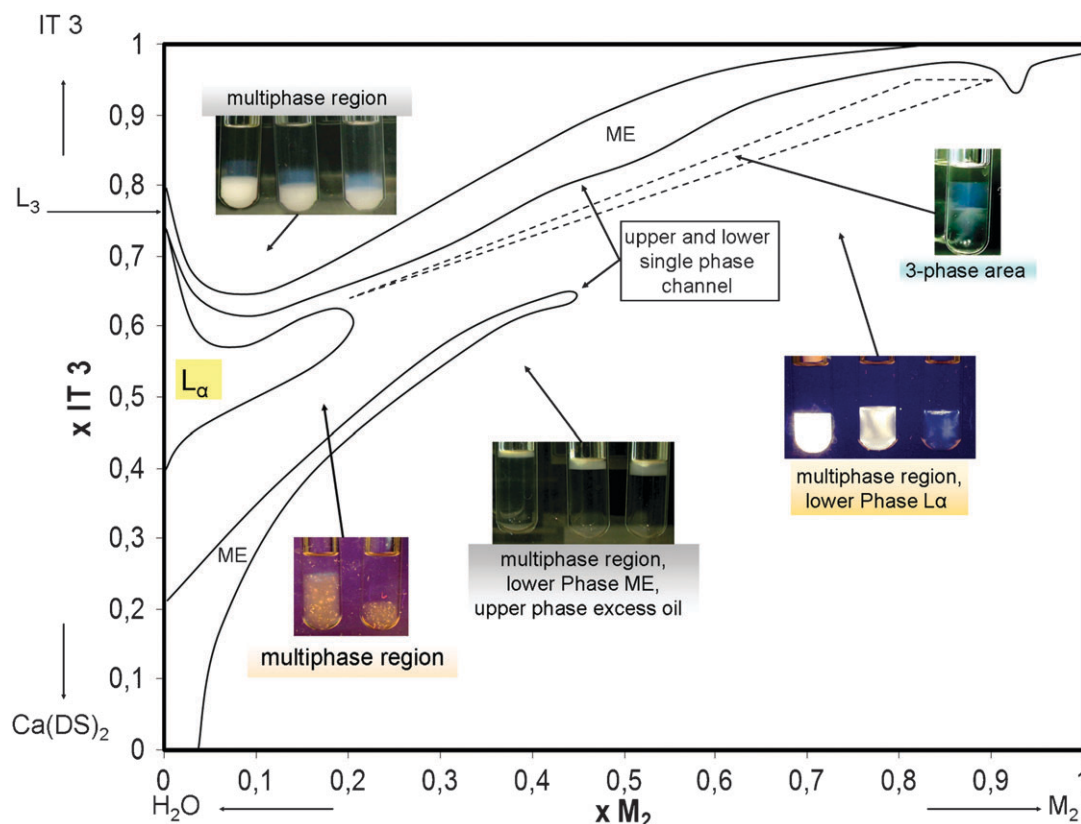 IT 3
1
0,9
0,8
0,7
0,6
0,5
0,4
0,3
0,2
0,1
0
x IT 3
L₃
Ca(DS)₂
multiphase region
ME
upper and lower
single phase
channel
3-phase area
Lα
multiphase region,
lower Phase Lα
multiphase region,
lower Phase ME,
upper phase excess oil
ME
multiphase region
0 0,1 0,2 0,3 0,4 0,5 0,6 0,7 0,8 0,9 1
H₂O
x M₂
M₂